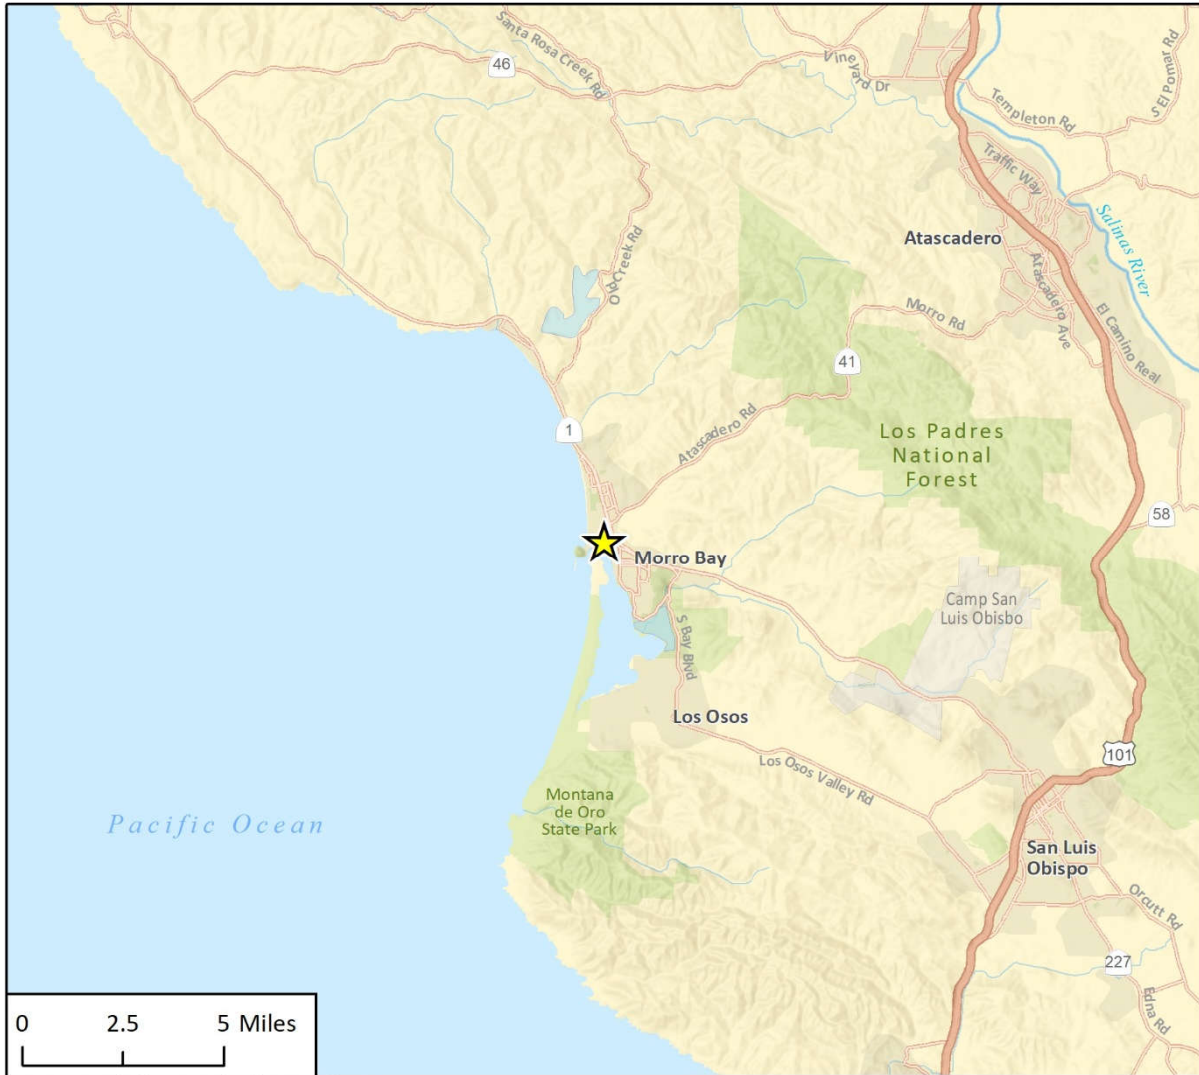 Santa Rosa Creek Rd
46
Vineyard Dr
Templeton Rd
S El Pomar Rd
Traffic Way
Salinas River
Atascadero
Old Creek Rd
Morro Rd
Atascadero Ave
El Camino Real
41
Atascadero Rd
1
Los Padres
National
Forest
58
Morro Bay
Camp San
Luis Obisbo
S Bay Blvd
Los Osos
101
Los Osos Valley Rd
Montana
de Oro
State Park
Pacific Ocean
San Luis
Obispo
Orcutt Rd
227
Edna Rd
0 2.5 5 Miles